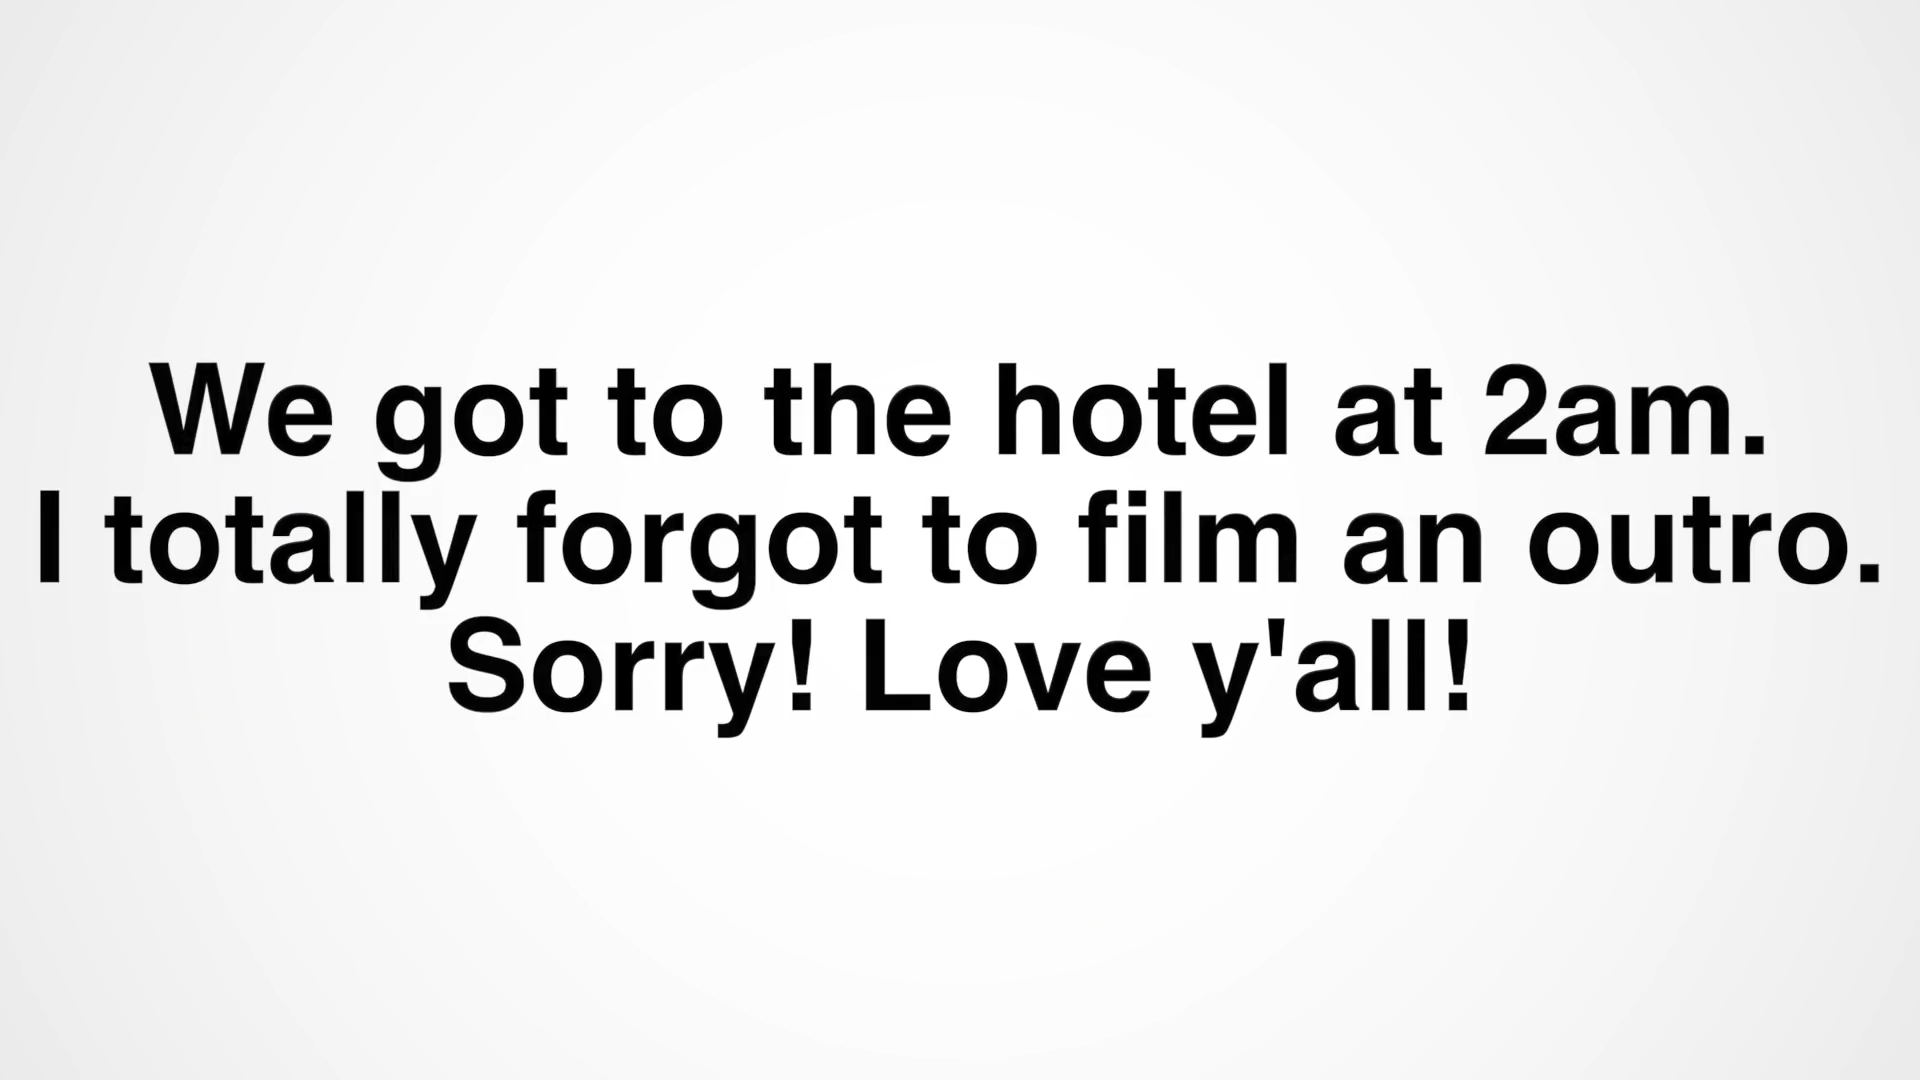 We got to the hotel at 2am.
I totally forgot to film an outro.
Sorry! Love y'all!